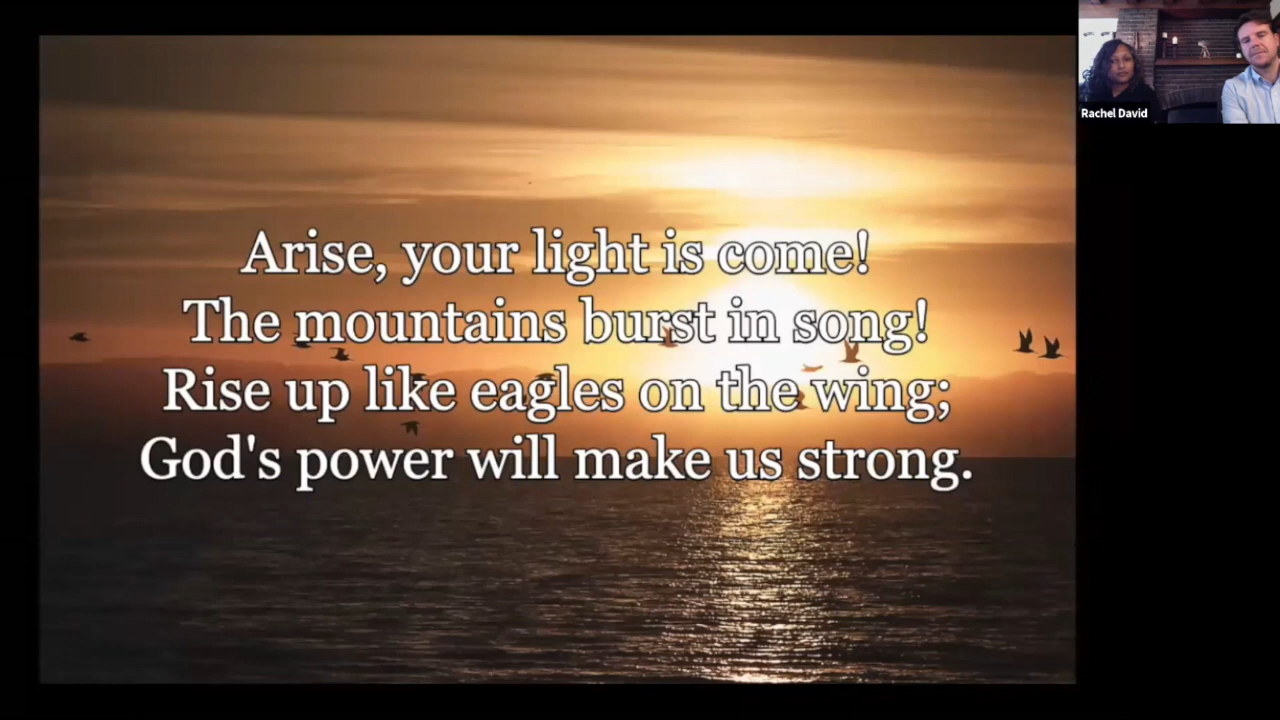 Arise, your light is come!
The mountains burst in song!
Rise up like eagles on the wing;
God's power will make us strong.
Rachel David